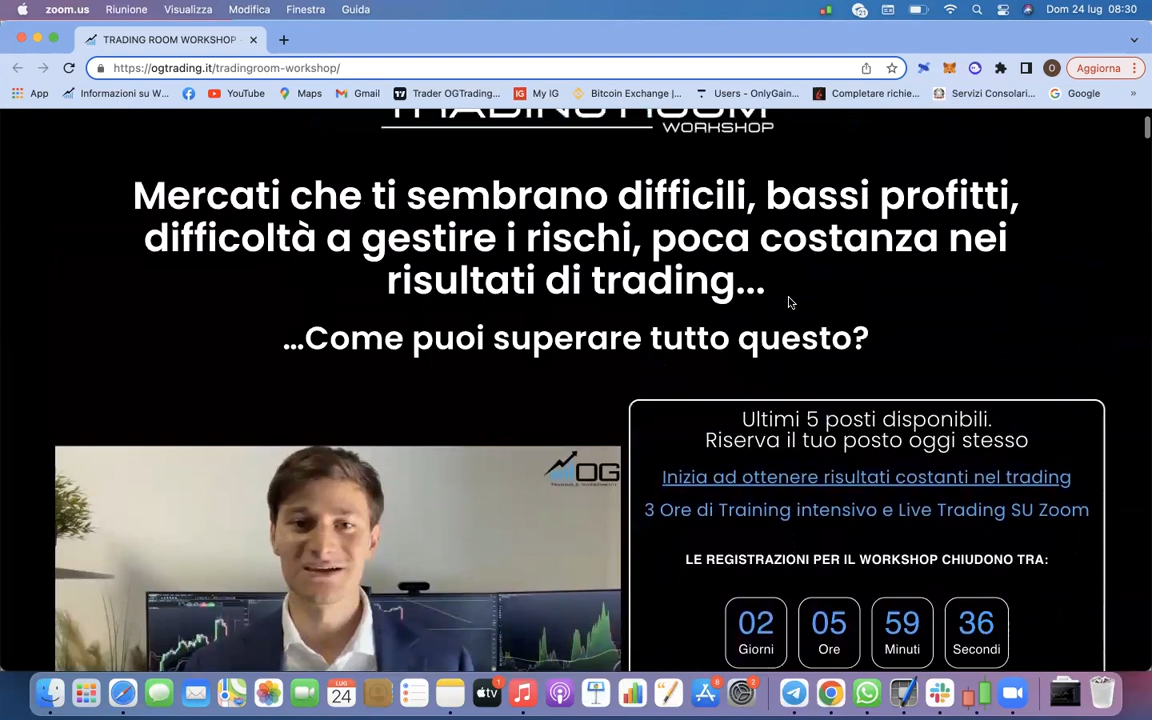 zoom.us Riunione Visualizza Modifica Finestra Guida Dom 24 lug 08:30
TRADING ROOM WORKSHOP
https://ogtrading.it/tradingroom-workshop/ Aggiorna
App Informazioni su W... YouTube Maps Gmail Trader OGTrading... My IG Bitcoin Exchange |... Users - OnlyGain... Completare richie... Servizi Consolari... Google »
TRADING ROOM
WORKSHOP
Mercati che ti sembrano difficili, bassi profitti,
difficoltà a gestire i rischi, poca costanza nei
risultati di trading...
...Come puoi superare tutto questo?
Ultimi 5 posti disponibili.
Riserva il tuo posto oggi stesso
Inizia ad ottenere risultati costanti nel trading
3 Ore di Training intensivo e Live Trading SU Zoom
LE REGISTRAZIONI PER IL WORKSHOP CHIUDONO TRA:
02 05 59 36
Giorni Ore Minuti Secondi
OG